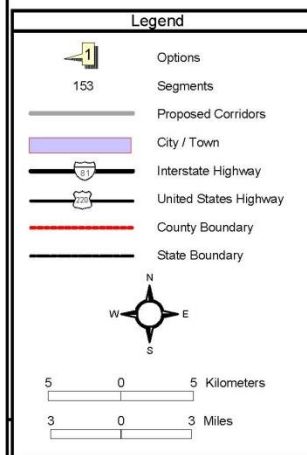 Legend
1 Options
153 Segments
Proposed Corridors
City / Town
81 Interstate Highway
220 United States Highway
County Boundary
State Boundary
N
W E
S
5 0 5 Kilometers
3 0 3 Miles